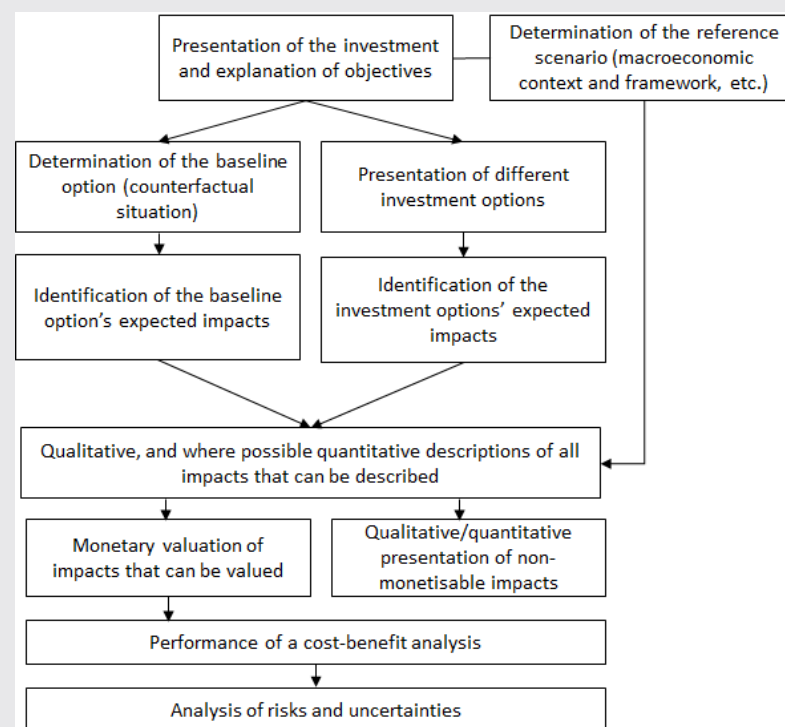 Presentation of the investment
and explanation of objectives
Determination of the reference
scenario (macroeconomic
context and framework, etc.)
Determination of the baseline
option (counterfactual
situation)
Presentation of different
investment options
Identification of the baseline
option’s expected impacts
Identification of the
investment options’ expected
impacts
Qualitative, and where possible quantitative descriptions of all
impacts that can be described
Monetary valuation of
impacts that can be valued
Qualitative/quantitative
presentation of non-
monetisable impacts
Performance of a cost-benefit analysis
Analysis of risks and uncertainties